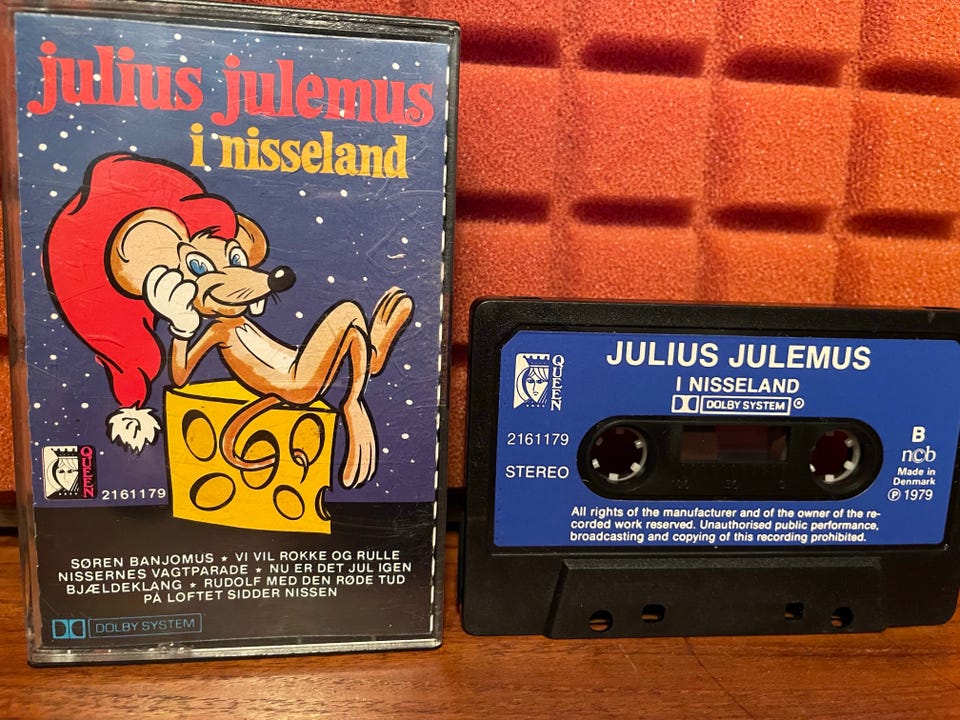 julius julemus
i nisseland
QUEEN
2161179
SØREN BANJOMUS ★ VI VIL ROKKE OG RULLE
NISSERNES VAGTPARADE ★ NU ER DET JUL IGEN
BJÆLDEKLANG ★ RUDOLF MED DEN RØDE TUD
PÅ LOFTET SIDDER NISSEN
DOLBY SYSTEM
JULIUS JULEMUS
I NISSELAND
DOLBY SYSTEM ®
QUEEN
2161179
STEREO
B
ncb
Made in
Denmark
℗ 1979
100 50 0
All rights of the manufacturer and of the owner of the re-
corded work reserved. Unauthorised public performance,
broadcasting and copying of this recording prohibited.